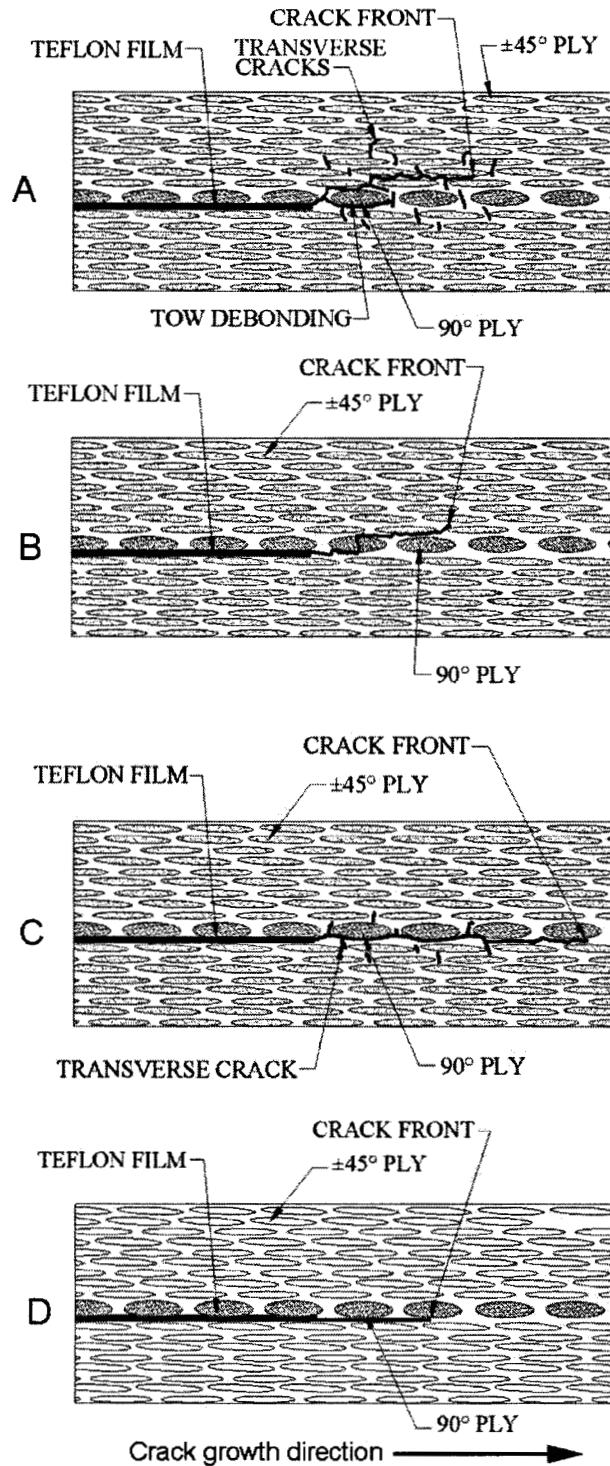 CRACK FRONT
TRANSVERSE
CRACKS
TEFLON FILM
±45° PLY
A
TOW DEBONDING
90° PLY
CRACK FRONT
TEFLON FILM
±45° PLY
B
90° PLY
CRACK FRONT
TEFLON FILM
±45° PLY
C
TRANSVERSE CRACK
90° PLY
CRACK FRONT
TEFLON FILM
±45° PLY
D
90° PLY
Crack growth direction